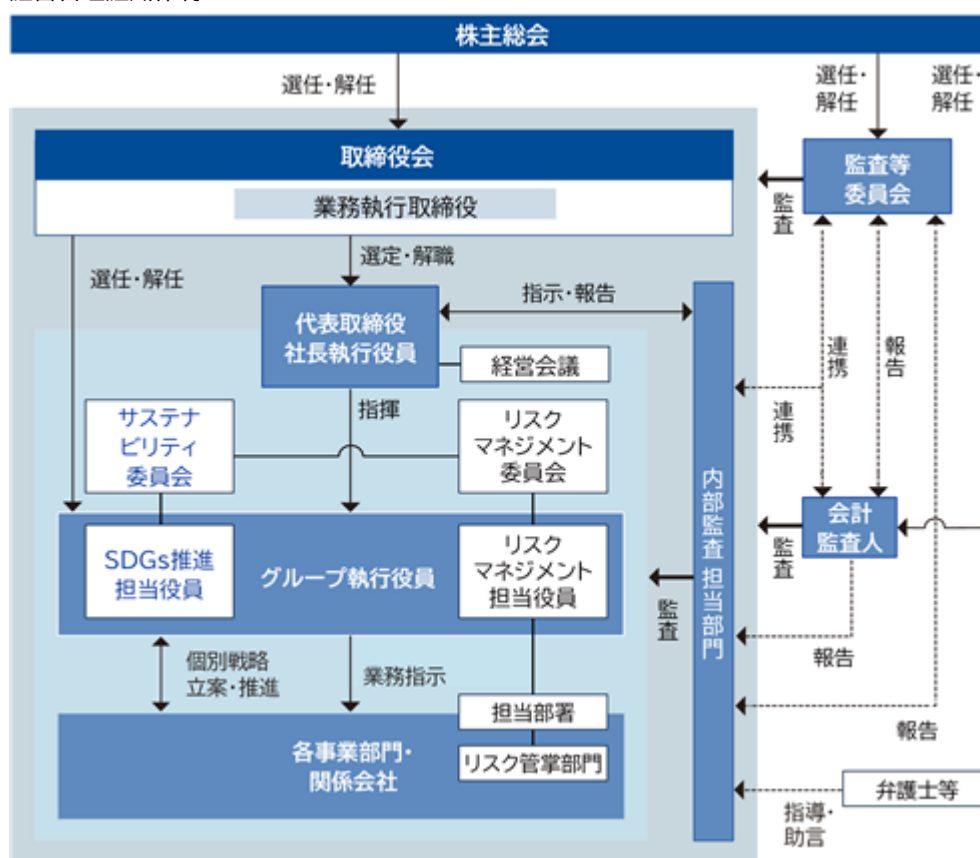 株主総会
選任・解任
選任・
解任
選任・
解任
取締役会
業務執行取締役
監査等
委員会
監査
選任・解任
選定・解職
指示・報告
代表取締役
社長執行役員
経営会議
連携
報告
連携
指揮
サステナ
ビリティ
委員会
リスク
マネジメント
委員会
内部監査 担当部門
会計
監査人
監査
SDGs推進
担当役員
グループ執行役員
リスク
マネジメント
担当役員
監査
報告
個別戦略
立案・推進
業務指示
担当部署
報告
各事業部門・
関係会社
リスク管掌部門
弁護士等
指導・
助言